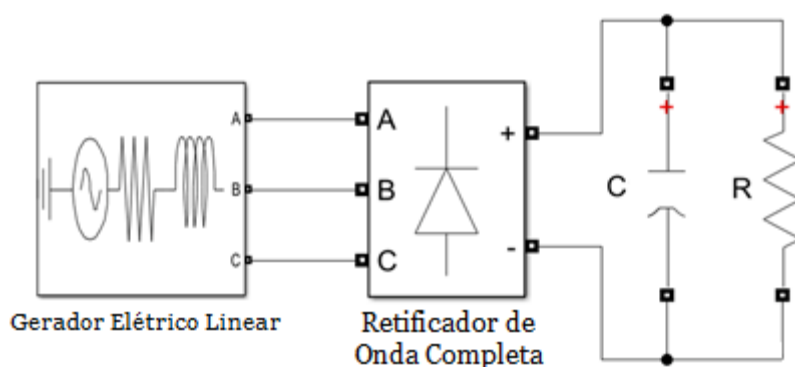 A
B
C
A
B
C
+
-
+
+
C
R
Gerador Elétrico Linear
Retificador de
Onda Completa